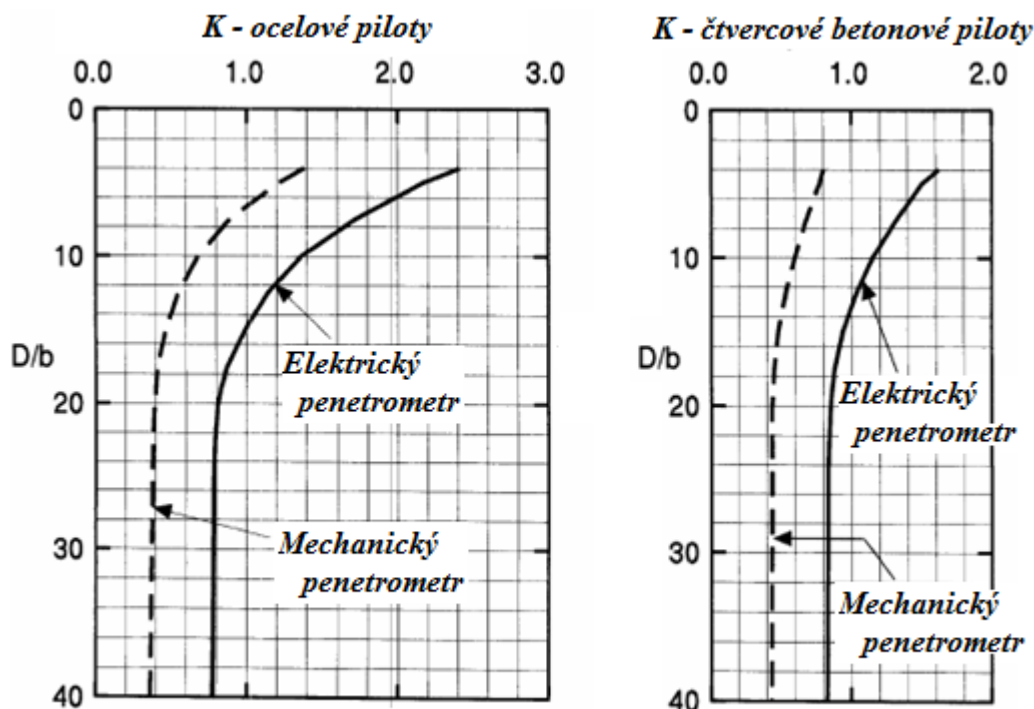 K - ocelové piloty
0.0 1.0 2.0 3.0
0
10
D/b
20
30
40
Elektrický
penetrometr
Mechanický
penetrometr
K - čtvercové betonové piloty
0.0 1.0 2.0
0
10
D/b
20
30
40
Elektrický
penetrometr
Mechanický
penetrometr